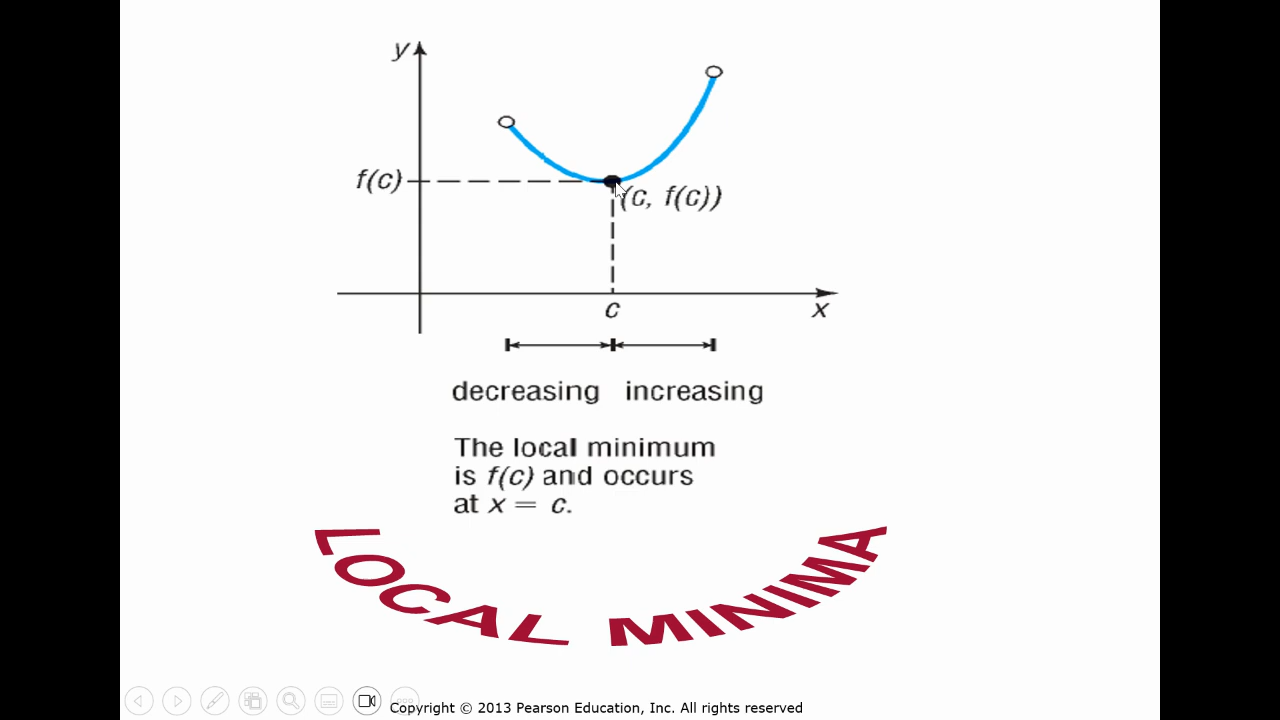 y
f(c)
(c, f(c))
c
x
decreasing increasing
The local minimum
is f(c) and occurs
at x = c.
LOCAL MINIMA
Copyright © 2013 Pearson Education, Inc. All rights reserved